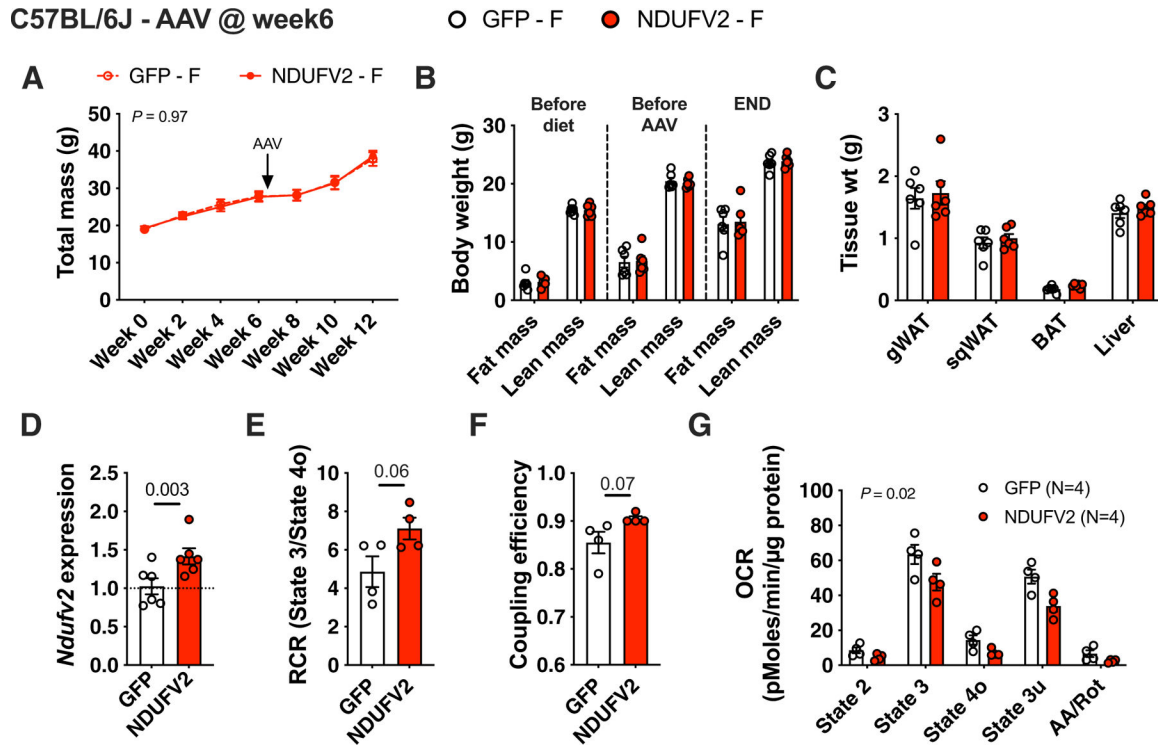 C57BL/6J - AAV @ week6
GFP - F NDUFV2 - F
A
GFP - F NDUFV2 - F
P = 0.97
AAV
Total mass (g)
50
40
30
20
10
0
Week 0 Week 2 Week 4 Week 6 Week 8 Week 10 Week 12
B
Before diet
Before AAV
END
Body weight (g)
30
20
10
0
Fat mass Lean mass Fat mass Lean mass Fat mass Lean mass
C
Tissue wt (g)
3
2
1
0
gWAT sqWAT BAT Liver
D
Ndufv2 expression
2.5
2.0
1.5
1.0
0.5
0.0
0.003
GFP NDUFV2
E
RCR (State 3/State 4o)
10
8
6
4
2
0
0.06
GFP NDUFV2
F
Coupling efficiency
1.0
0.9
0.8
0.7
0.6
0.07
GFP NDUFV2
G
OCR
(pMoles/min/µg protein)
100
80
60
40
20
0
P = 0.02
GFP (N=4)
NDUFV2 (N=4)
State 2 State 3 State 4o State 3u AA/Rot